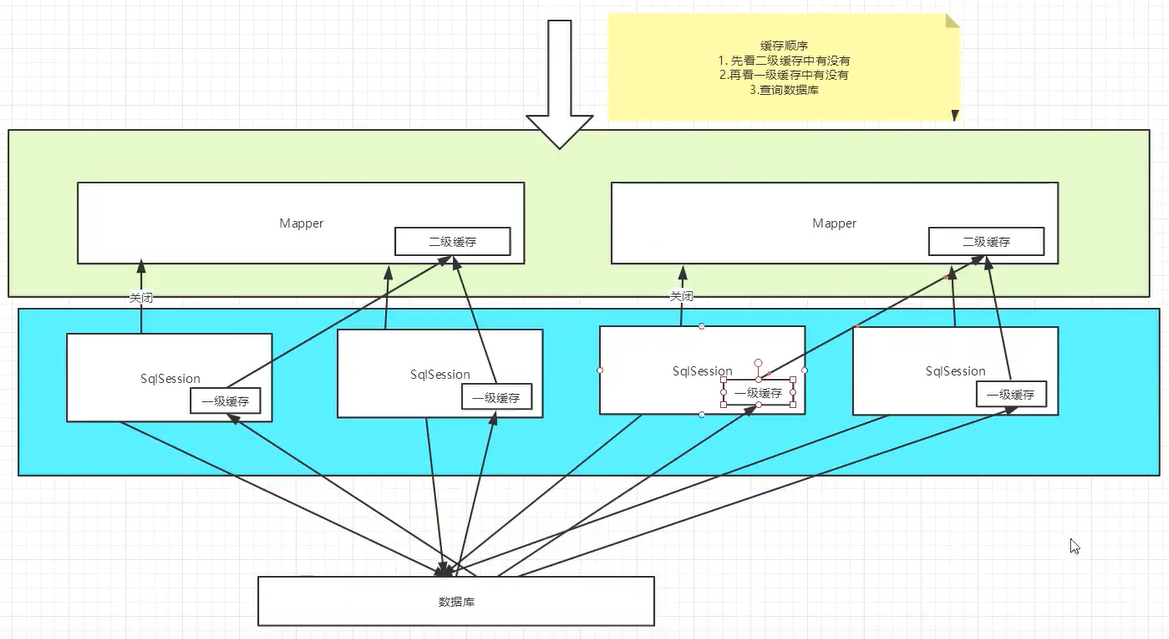 缓存顺序
1. 先看二级缓存中有没有
2.再看一级缓存中有没有
3.查询数据库
Mapper
二级缓存
Mapper
二级缓存
关闭
关闭
SqlSession
一级缓存
SqlSession
一级缓存
SqlSession
一级缓存
SqlSession
一级缓存
数据库